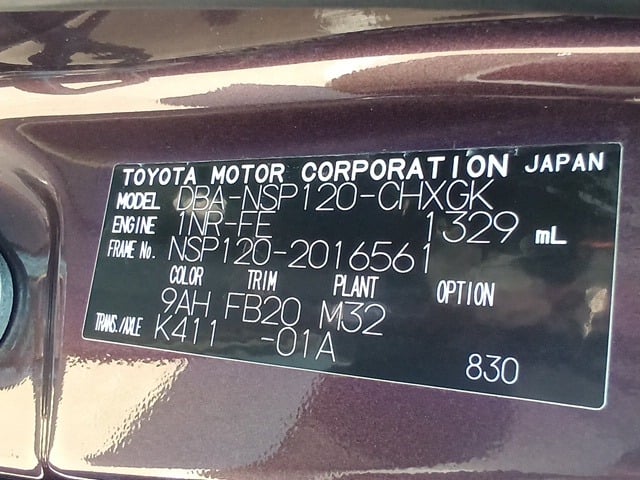 TOYOTA MOTOR CORPORATION JAPAN
MODEL DBA-NSP120-CHXGK
ENGINE 1NR-FE 1329 mL
FRAME No. NSP120-2016561
COLOR TRIM PLANT OPTION
9AH FB20 M32
TRANS./AXLE K411 -01A 830